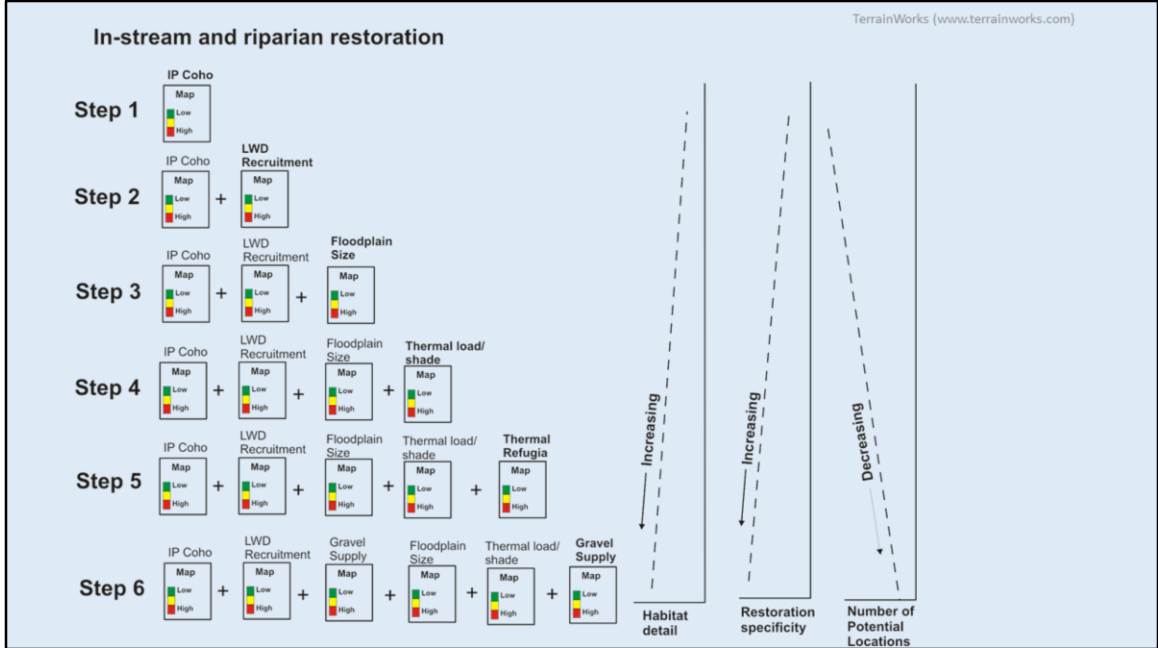 TerrainWorks (www.terrainworks.com)
In-stream and riparian restoration
Step 1
IP Coho
Map
Low
High
Step 2
IP Coho
Map
Low
High
+
LWD
Recruitment
Map
Low
High
Step 3
IP Coho
Map
Low
High
+
LWD
Recruitment
Map
Low
High
+
Floodplain
Size
Map
Low
High
Step 4
IP Coho
Map
Low
High
+
LWD
Recruitment
Map
Low
High
+
Floodplain
Size
Map
Low
High
+
Thermal load/
shade
Map
Low
High
Step 5
IP Coho
Map
Low
High
+
LWD
Recruitment
Map
Low
High
+
Floodplain
Size
Map
Low
High
+
Thermal load/
shade
Map
Low
High
+
Thermal
Refugia
Map
Low
High
Step 6
IP Coho
Map
Low
High
+
LWD
Recruitment
Map
Low
High
+
Gravel
Supply
Map
Low
High
+
Floodplain
Size
Map
Low
High
+
Thermal load/
shade
Map
Low
High
+
Gravel
Supply
Map
Low
High
Increasing
Habitat
detail
Increasing
Restoration
specificity
Decreasing
Number of
Potential
Locations